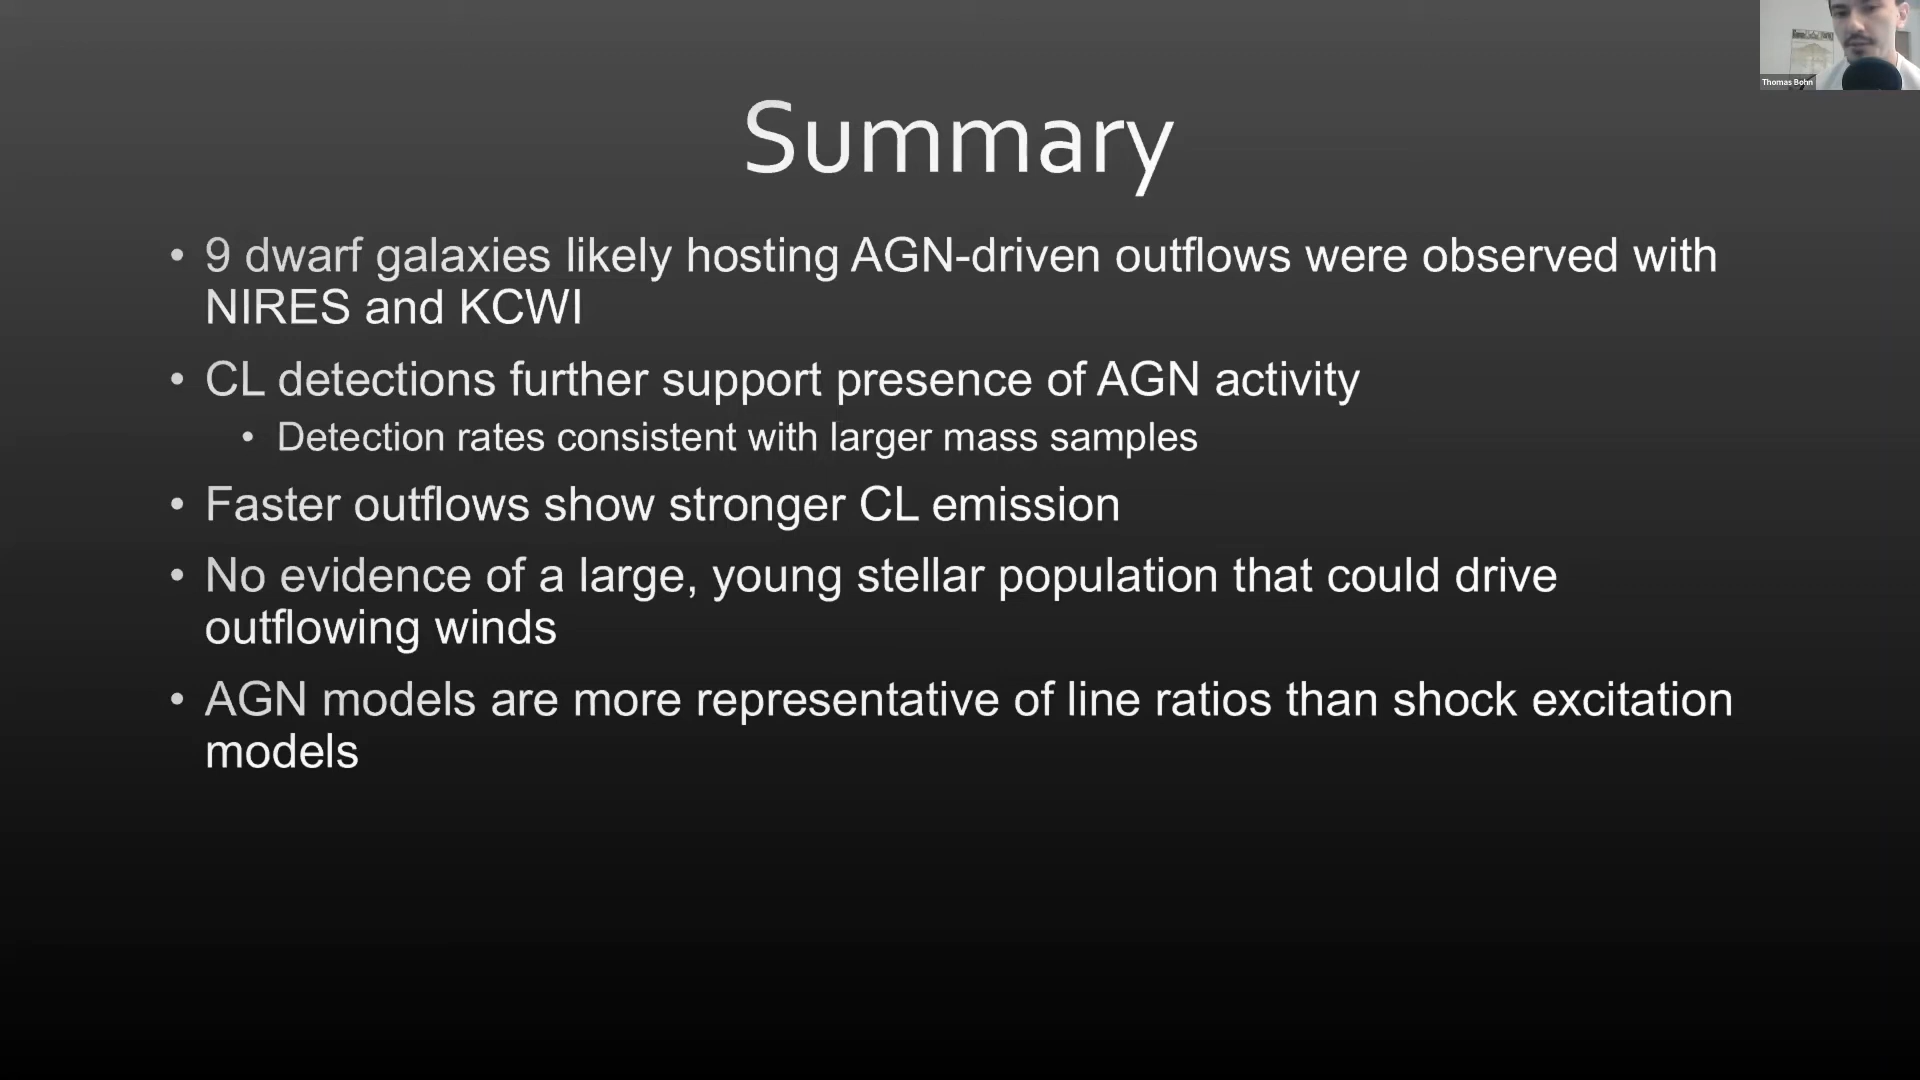 Thomas Bohn
Summary
• 9 dwarf galaxies likely hosting AGN-driven outflows were observed with
NIRES and KCWI
• CL detections further support presence of AGN activity
• Detection rates consistent with larger mass samples
• Faster outflows show stronger CL emission
• No evidence of a large, young stellar population that could drive
outflowing winds
• AGN models are more representative of line ratios than shock excitation
models